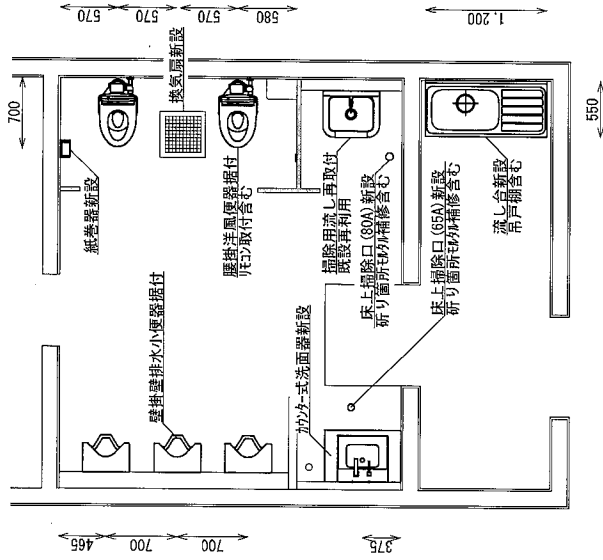 570
570
570
580
1.200
700
550
紙巻器新設
換気扇新設
腰掛洋風便器据付
リモコン取付含む
壁掛壁排水小便器据付
掃除用流し再取付
既設再利用
床上掃除口(80A)新設
斫り箇所モルタル補修含む
床上掃除口(65A)新設
斫り箇所モルタル補修含む
流し台新設
吊戸棚含む
カウンター式洗面器新設
465
700
700
375